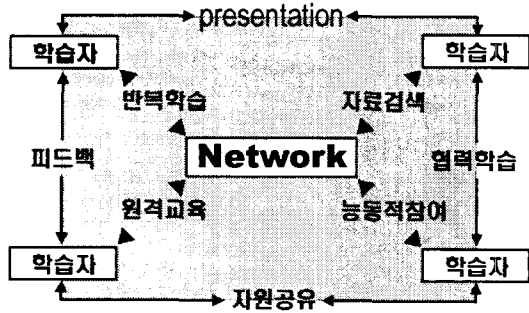 presentation
학습자 학습자
반복학습 자료검색
피드백 Network 협력학습
원격교육 능동적참여
학습자 학습자
자원공유